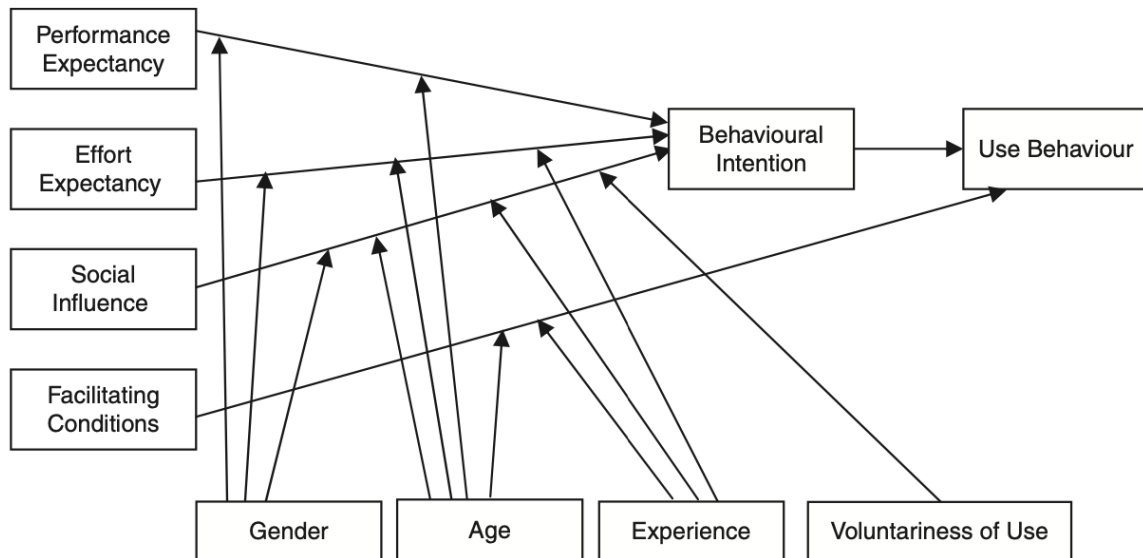 Performance
Expectancy
Effort
Expectancy
Social
Influence
Facilitating
Conditions
Behavioural
Intention
Use Behaviour
Gender
Age
Experience
Voluntariness of Use